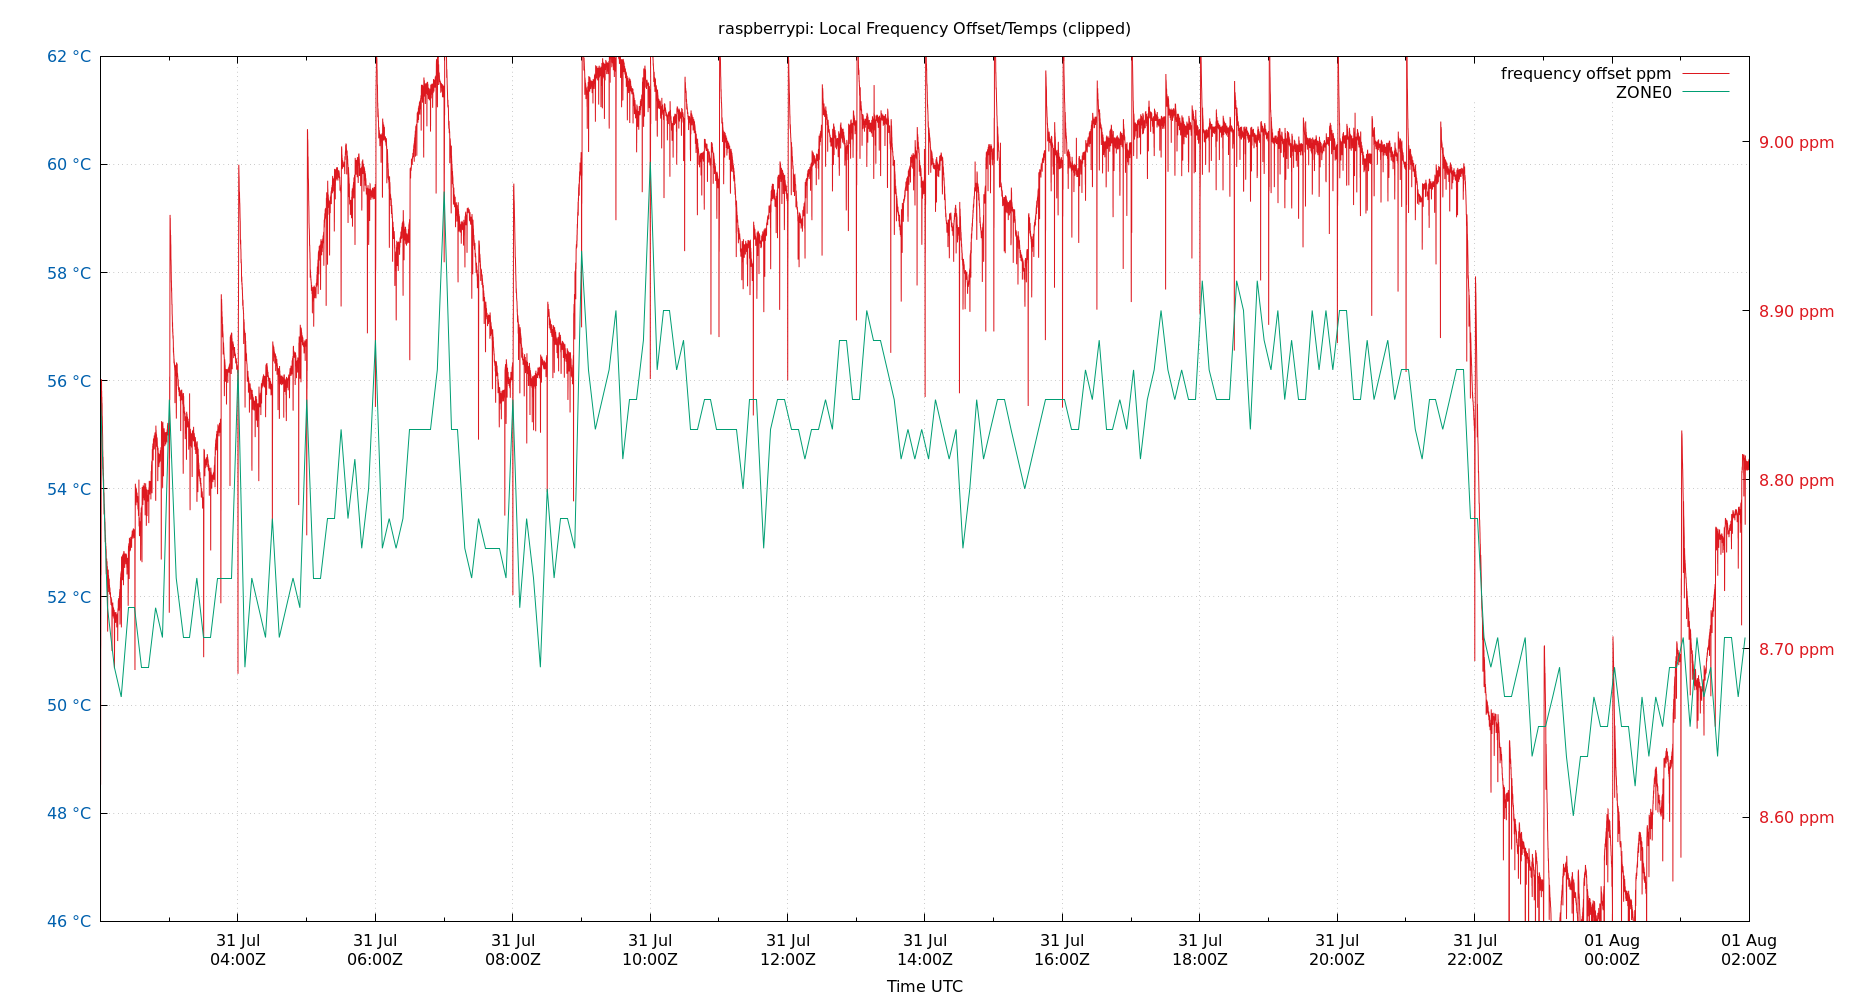 raspberrypi: Local Frequency Offset/Temps (clipped)
frequency offset ppm
ZONE0
62 °C
60 °C
58 °C
56 °C
54 °C
52 °C
50 °C
48 °C
46 °C
9.00 ppm
8.90 ppm
8.80 ppm
8.70 ppm
8.60 ppm
31 Jul
04:00Z
31 Jul
06:00Z
31 Jul
08:00Z
31 Jul
10:00Z
31 Jul
12:00Z
31 Jul
14:00Z
31 Jul
16:00Z
31 Jul
18:00Z
31 Jul
20:00Z
31 Jul
22:00Z
01 Aug
00:00Z
01 Aug
02:00Z
Time UTC